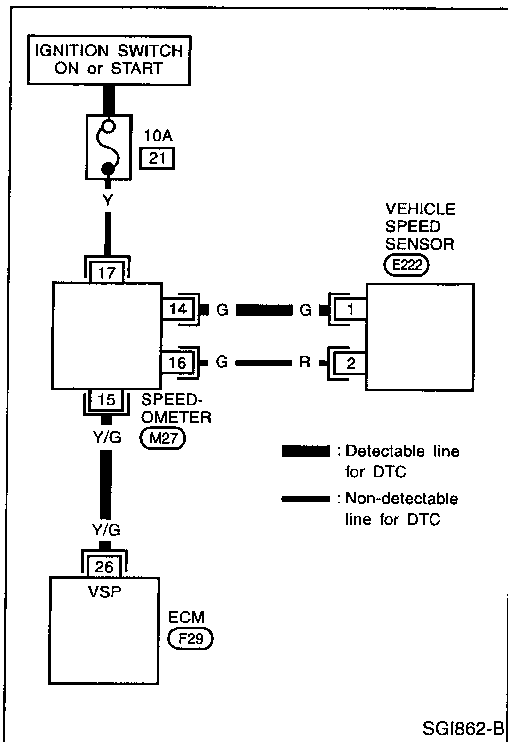 IGNITION SWITCH
ON or START
10A
21
Y
VEHICLE
SPEED
SENSOR
E222
17
14
G
G
1
16
G
R
2
15
SPEED-
OMETER
M27
Y/G
: Detectable line
for DTC
: Non-detectable
line for DTC
Y/G
26
VSP
ECM
F29
SGI862-B